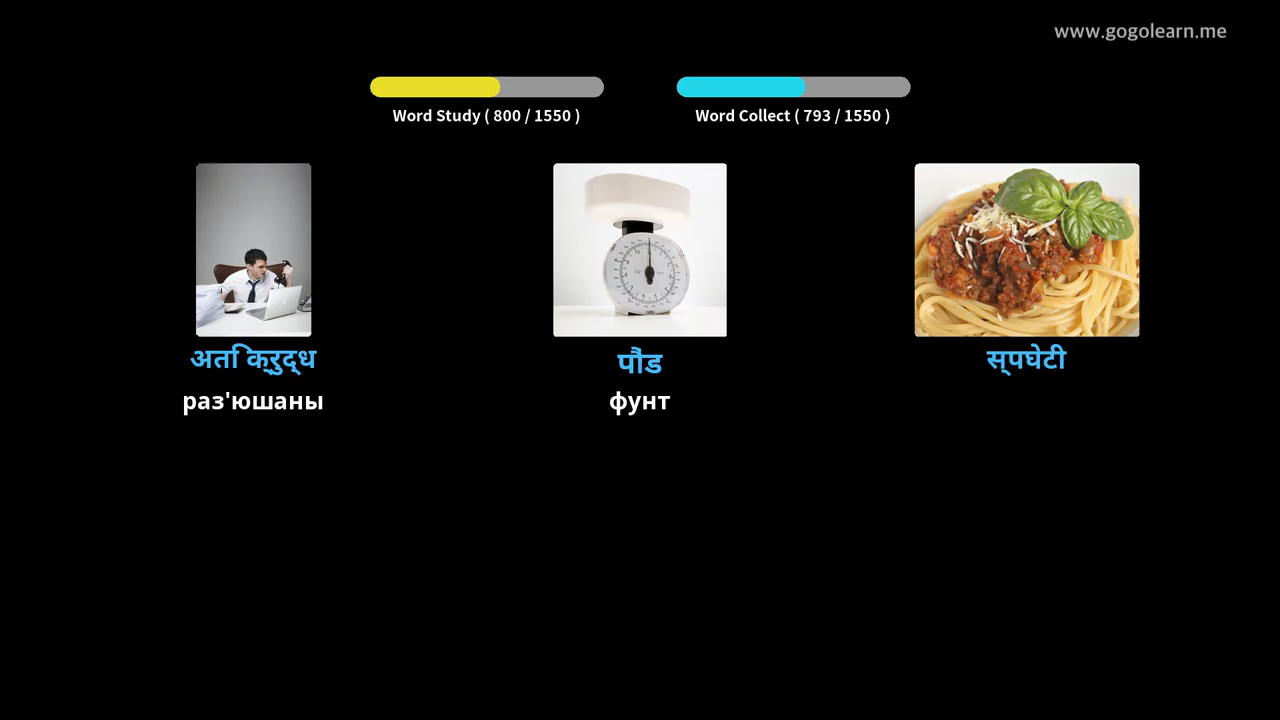 www.gogolearn.me
Word Study ( 800 / 1550 )
Word Collect ( 793 / 1550 )
अति क्रुद्ध
раз'юшаны
पौंड
фунт
स्पघेटी